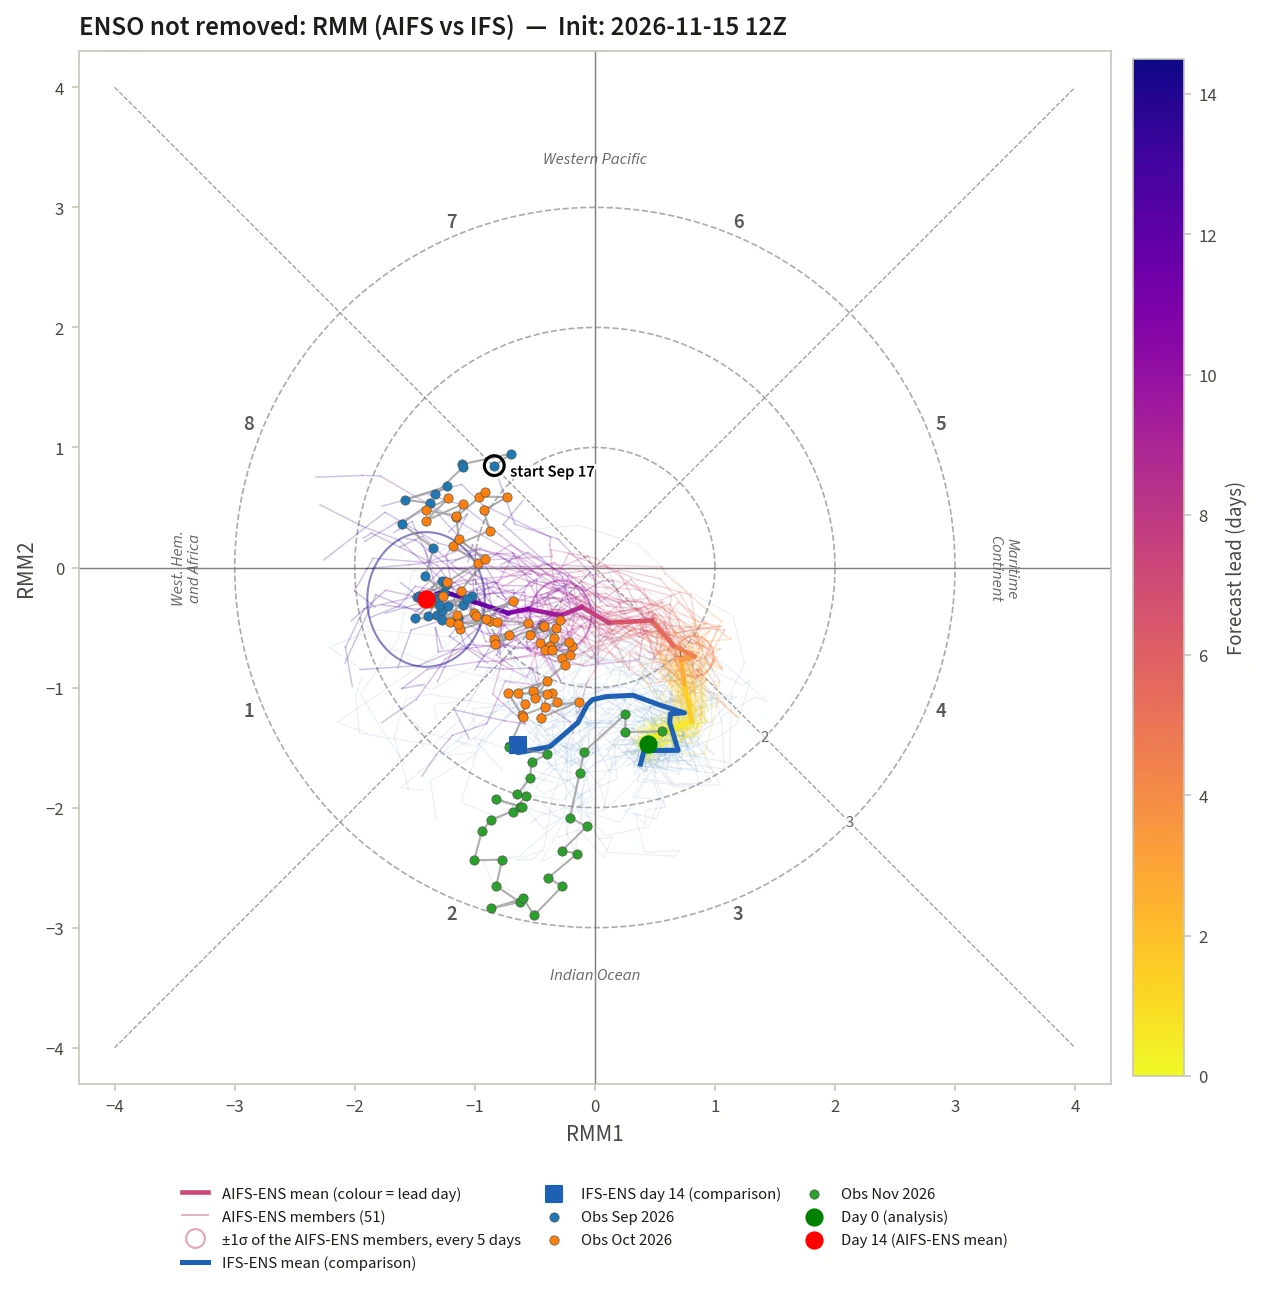 ENSO not removed: RMM (AIFS vs IFS) — Init: 2026-11-15 12Z
RMM2
4
3
2
1
0
−1
−2
−3
−4
Western Pacific
7
6
8
5
start Sep 17
West. Hem.
and Africa
Maritime
Continent
1
1
4
2
3
2
3
Indian Ocean
−4
−3
−2
−1
0
1
2
3
4
RMM1
14
12
10
8
6
4
2
0
Forecast lead (days)
AIFS-ENS mean (colour = lead day)
AIFS-ENS members (51)
±1σ of the AIFS-ENS members, every 5 days
IFS-ENS mean (comparison)
IFS-ENS day 14 (comparison)
Obs Sep 2026
Obs Oct 2026
Obs Nov 2026
Day 0 (analysis)
Day 14 (AIFS-ENS mean)